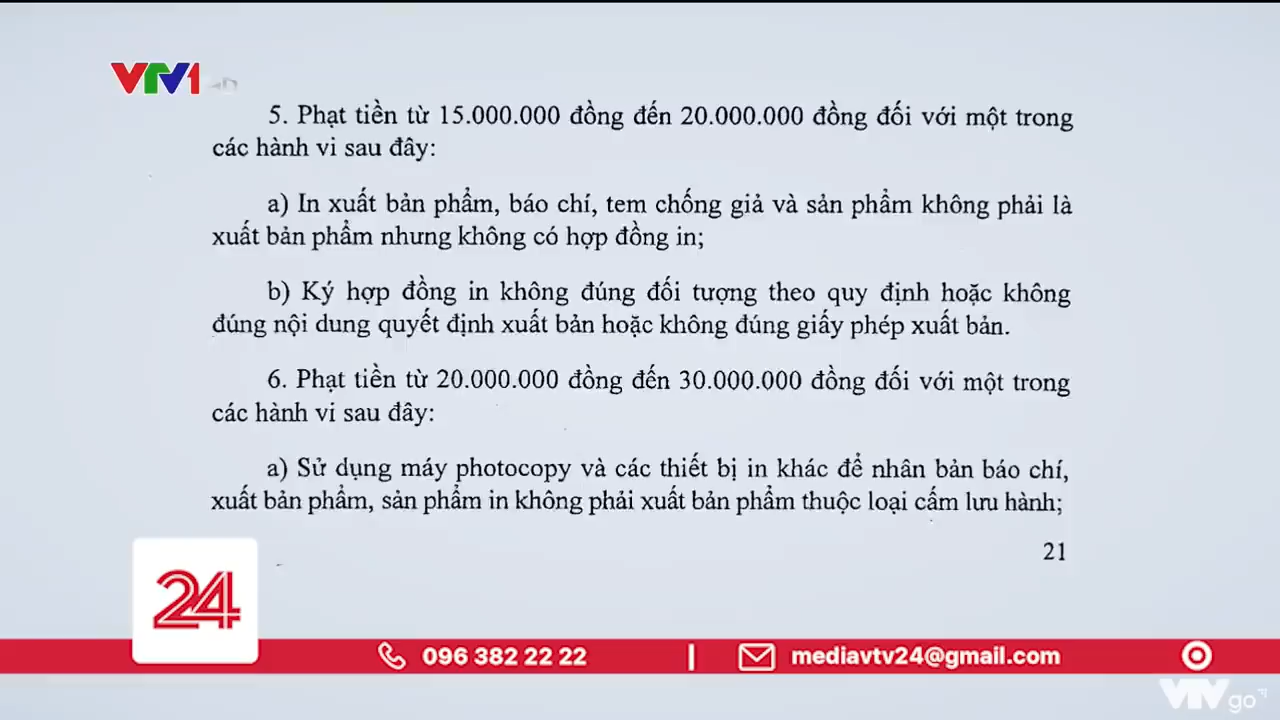 VTV1
5. Phạt tiền từ 15.000.000 đồng đến 20.000.000 đồng đối với một trong
các hành vi sau đây:
a) In xuất bản phẩm, báo chí, tem chống giả và sản phẩm không phải là
xuất bản phẩm nhưng không có hợp đồng in;
b) Ký hợp đồng in không đúng đối tượng theo quy định hoặc không
đúng nội dung quyết định xuất bản hoặc không đúng giấy phép xuất bản.
6. Phạt tiền từ 20.000.000 đồng đến 30.000.000 đồng đối với một trong
các hành vi sau đây:
a) Sử dụng máy photocopy và các thiết bị in khác để nhân bản báo chí,
xuất bản phẩm, sản phẩm in không phải xuất bản phẩm thuộc loại cấm lưu hành;
21
24
096 382 22 22 | mediavtv24@gmail.com
VTV go